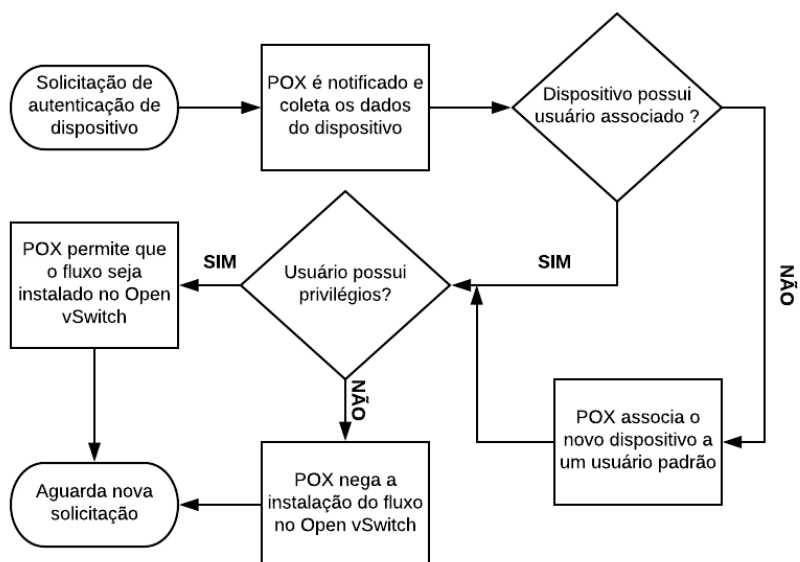 Solicitação de
autenticação de
dispositivo
POX é notificado e
coleta os dados
do dispositivo
Dispositivo possui
usuário associado ?
NÃO
SIM
Usuário possui
privilégios?
SIM
POX permite que
o fluxo seja
instalado no Open
vSwitch
NÃO
POX associa o
novo dispositivo a
um usuário padrão
POX nega a
instalação do fluxo
no Open vSwitch
Aguarda nova
solicitação